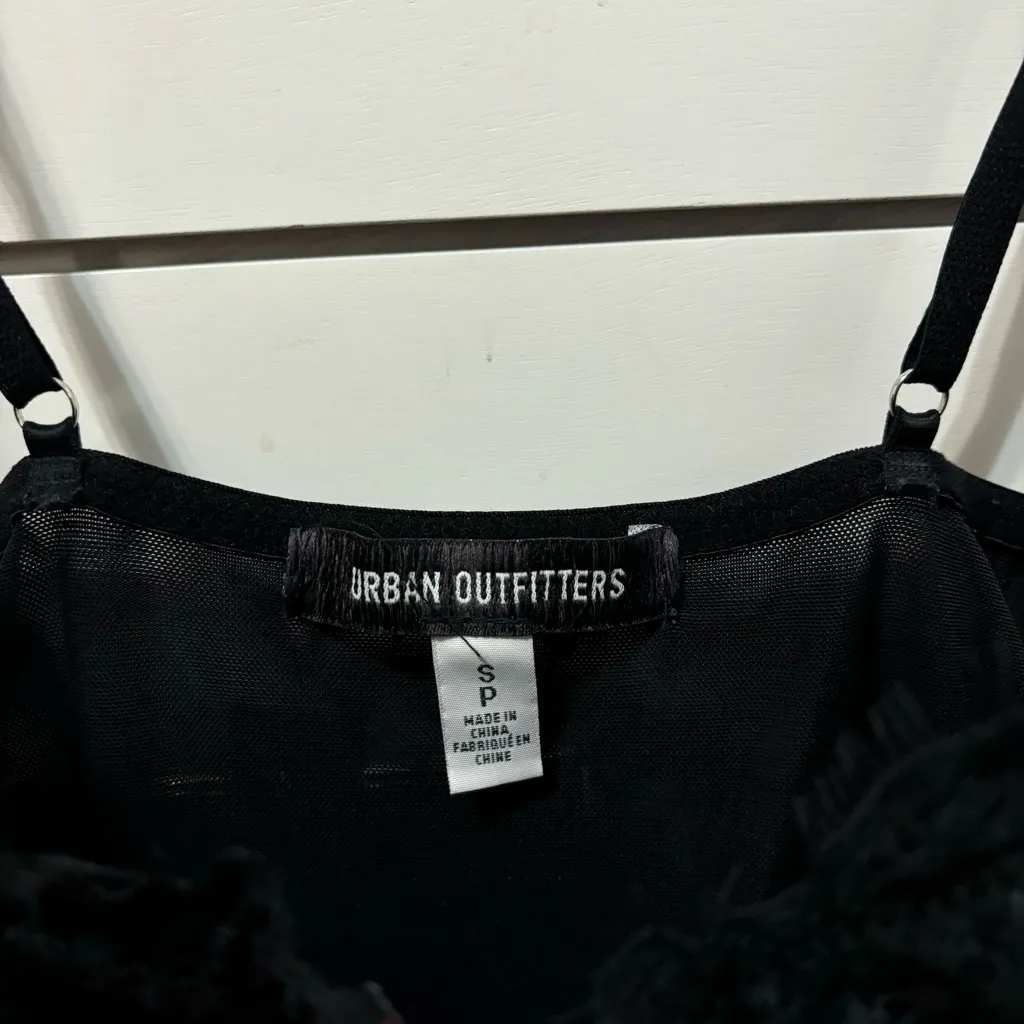 URBAN OUTFITTERS
S
P
MADE IN
CHINA
FABRIQUÉ EN
CHINE